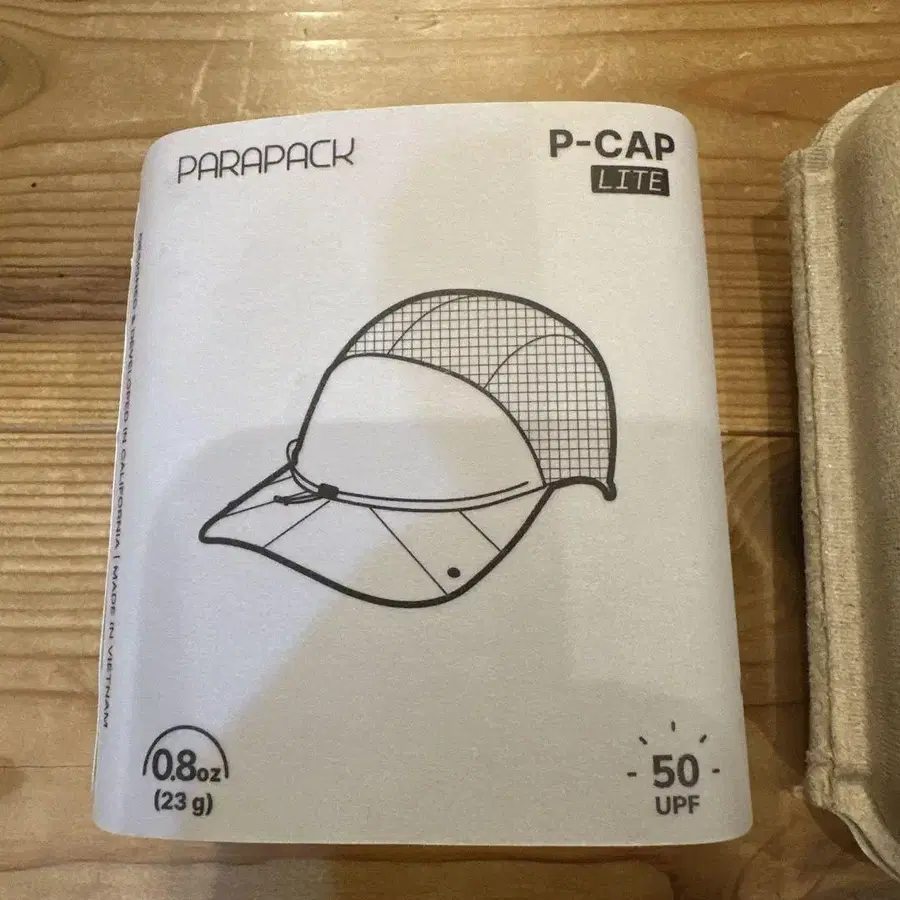 PARAPACK
P-CAP
LITE
DESIGNED & DEVELOPED IN CALIFORNIA | MADE IN VIETNAM
0.8oz
(23 g)
50
UPF